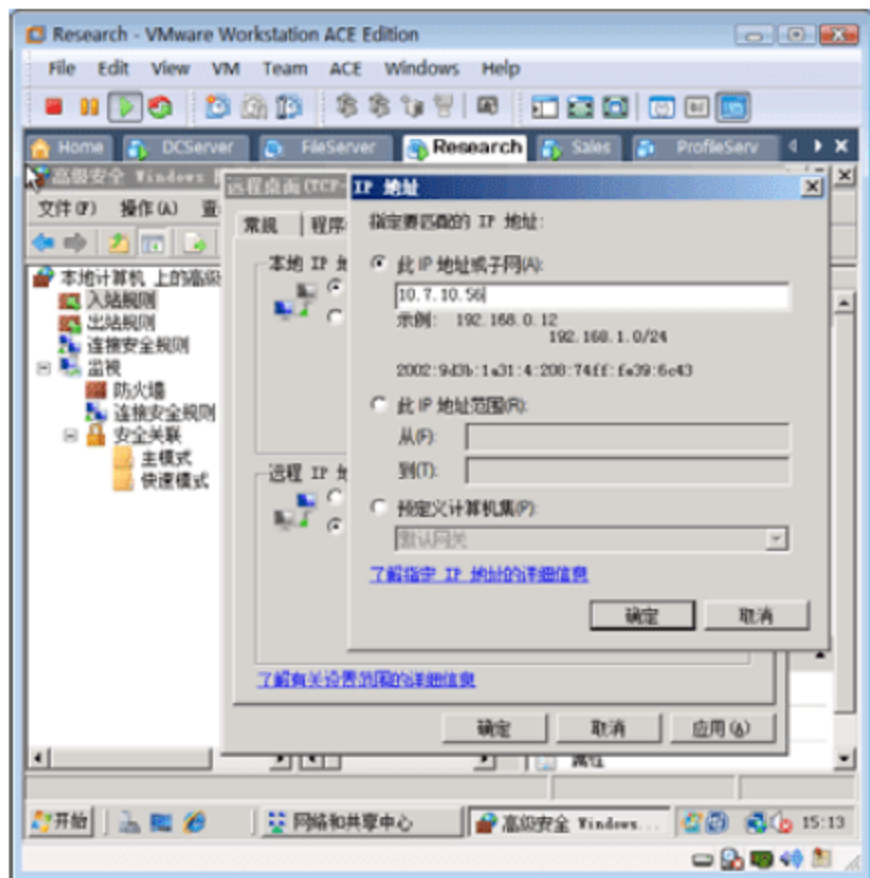 Research - VMware Workstation ACE Edition
File Edit View VM Team ACE Windows Help
Home DCServer FileServer Research Sales ProfileServ
高级安全 Windows
远程桌面(TCP-
IP 地址
文件(F) 操作(A) 查
常规 程序
指定要匹配的 IP 地址:
本地计算机 上的高级
入站规则
出站规则
连接安全规则
监视
防火墙
连接安全规则
安全关联
主模式
快速模式
本地 IP 地
此 IP 地址或子网(A):
10.7.10.56
示例: 192.168.0.12
192.168.1.0/24
2002:9d3b:1a31:4:208:74ff:fe39:6c43
此 IP 地址范围(R):
从(F):
到(T):
远程 IP 地
预定义计算机集(P):
默认网关
了解指定 IP 地址的详细信息
确定 取消
了解有关设置范围的详细信息
确定 取消 应用(A)
属性
开始 网络和共享中心 高级安全 Windows... 15:13